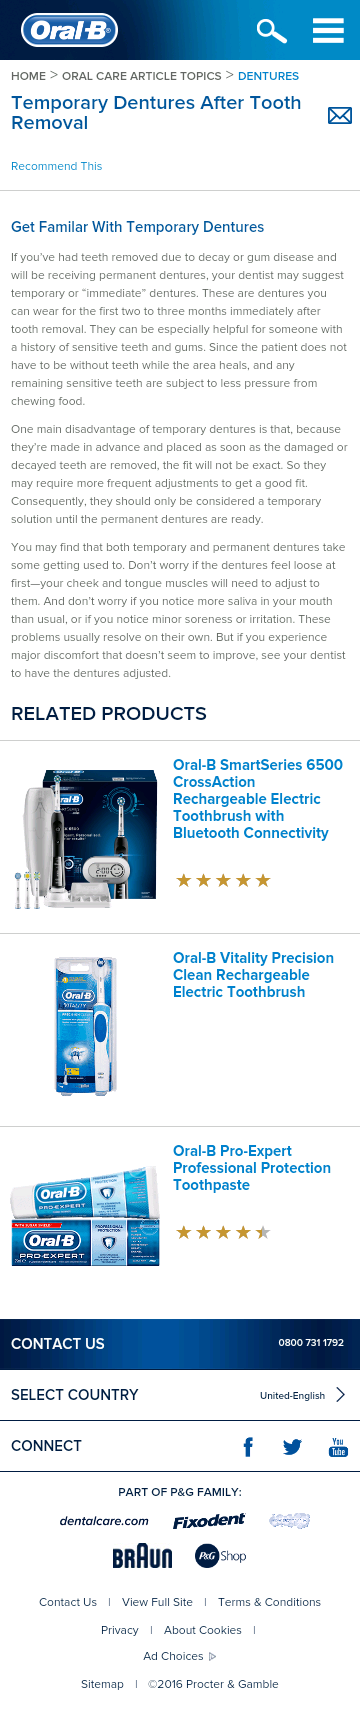 Oral-B
HOME > ORAL CARE ARTICLE TOPICS > DENTURES
Temporary Dentures After Tooth
Removal
Recommend This
Get Familar With Temporary Dentures
If you've had teeth removed due to decay or gum disease and
will be receiving permanent dentures, your dentist may suggest
temporary or “immediate” dentures. These are dentures you
can wear for the first two to three months immediately after
tooth removal. They can be especially helpful for someone with
a history of sensitive teeth and gums. Since the patient does not
have to be without teeth while the area heals, and any
remaining sensitive teeth are subject to less pressure from
chewing food.
One main disadvantage of temporary dentures is that, because
they're made in advance and placed as soon as the damaged or
decayed teeth are removed, the fit will not be exact. So they
may require more frequent adjustments to get a good fit.
Consequently, they should only be considered a temporary
solution until the permanent dentures are ready.
You may find that both temporary and permanent dentures take
some getting used to. Don't worry if the dentures feel loose at
first—your cheek and tongue muscles will need to adjust to
them. And don't worry if you notice more saliva in your mouth
than usual, or if you notice minor soreness or irritation. These
problems usually resolve on their own. But if you experience
major discomfort that doesn't seem to improve, see your dentist
to have the dentures adjusted.
RELATED PRODUCTS
Oral-B SmartSeries 6500
CrossAction
Rechargeable Electric
Toothbrush with
Bluetooth Connectivity
Oral-B
Oral-B Vitality Precision
Clean Rechargeable
Electric Toothbrush
Oral-B
VITALITY
Oral-B Pro-Expert
Professional Protection
Toothpaste
Oral-B
PRO-EXPERT
Oral-B
PRO-EXPERT
CONTACT US
0800 731 1792
SELECT COUNTRY
United-English
CONNECT
You
Tube
PART OF P&G FAMILY:
dentalcare.com
Fixodent
BRAUN
P&G Shop
Contact Us | View Full Site | Terms & Conditions
Privacy | About Cookies |
Ad Choices
Sitemap | ©2016 Procter & Gamble